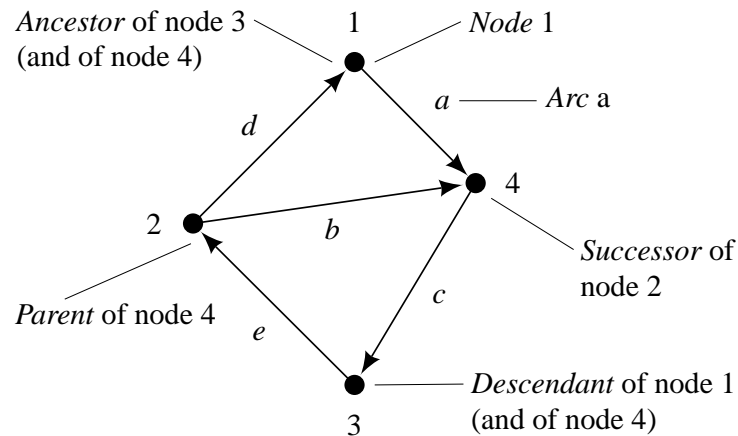 Ancestor of node 3
(and of node 4)
1
Node 1
a
Arc a
d
2
b
4
Successor of
node 2
c
Parent of node 4
e
3
Descendant of node 1
(and of node 4)